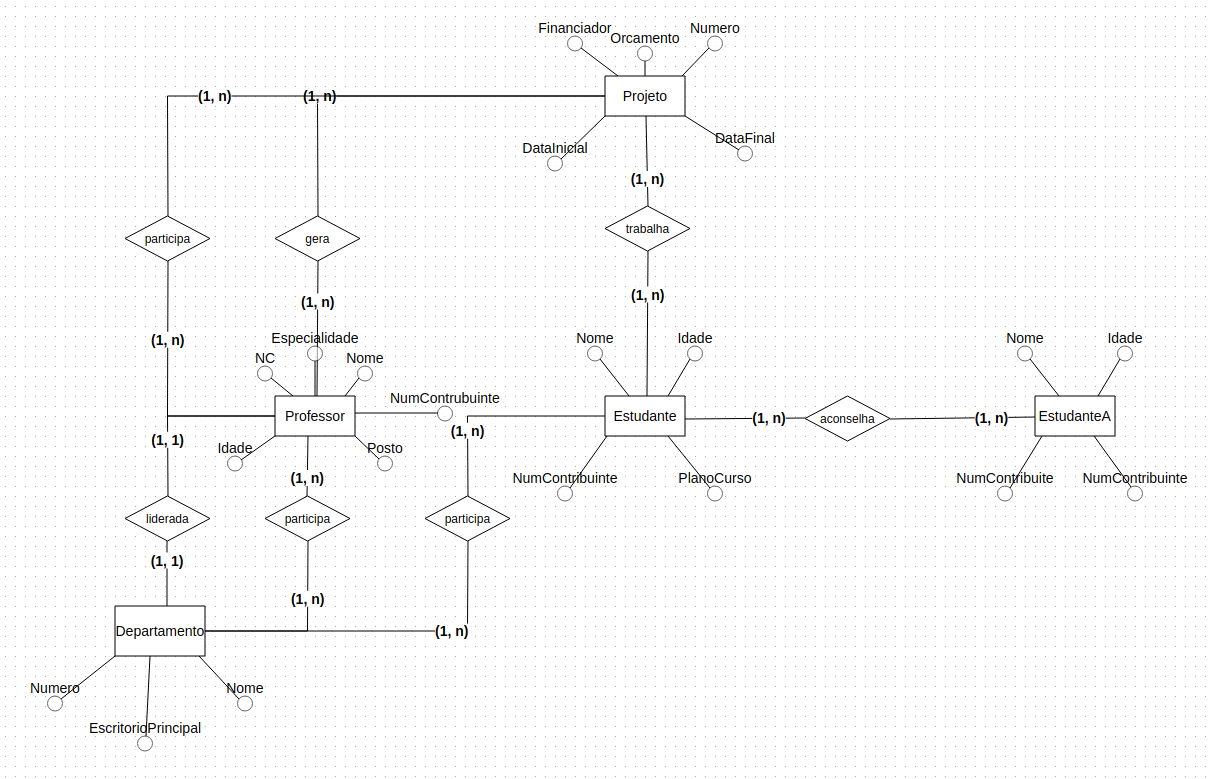 Financiador
Orcamento
Numero
(1, n)
(1, n)
Projeto
DataInicial
DataFinal
(1, n)
participa
gera
trabalha
(1, n)
(1, n)
(1, n)
Especialidade
NC
Nome
Nome
Idade
Nome
Idade
NumContrubuinte
Professor
(1, n)
Estudante
(1, n)
aconselha
(1, n)
EstudanteA
(1, 1)
Idade
Posto
(1, n)
NumContribuinte
PlanoCurso
NumContribuite
NumContribuinte
liderada
participa
participa
(1, 1)
(1, n)
Departamento
(1, n)
Numero
Nome
EscritorioPrincipal